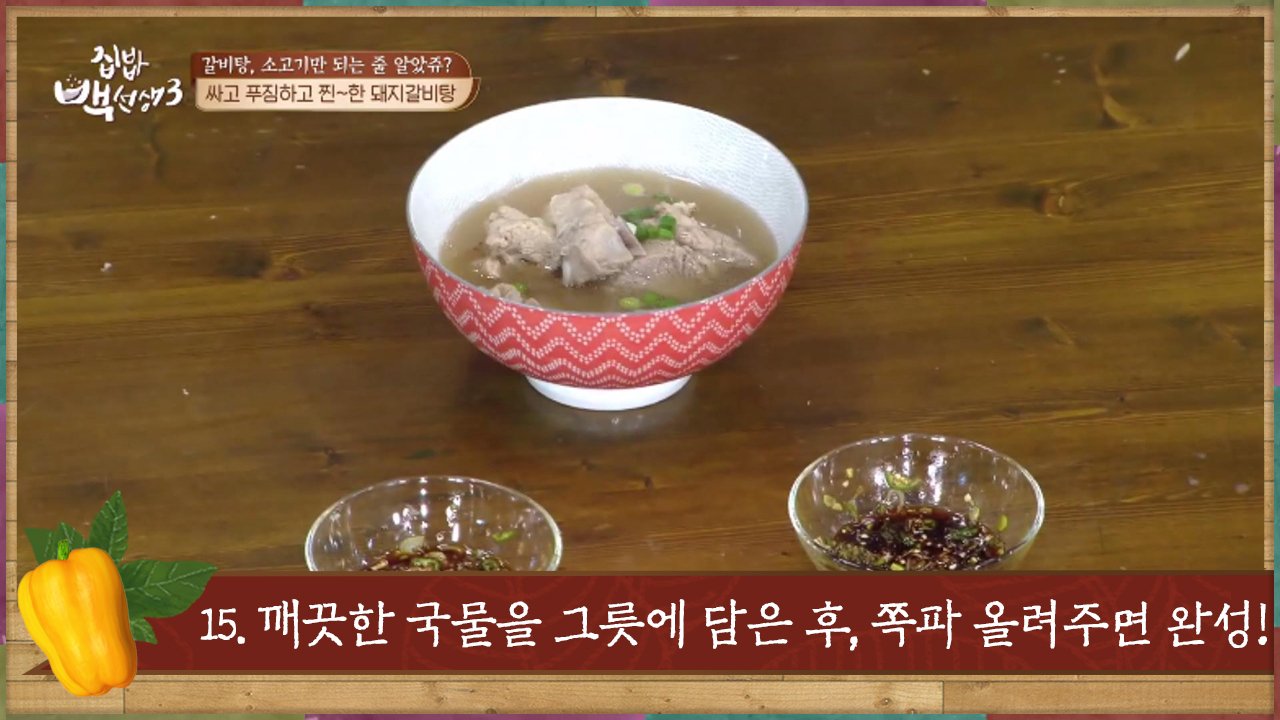 집밥
백선생3
갈비탕, 소고기만 되는 줄 알았쥬?
싸고 푸짐하고 찐~한 돼지갈비탕
15. 깨끗한 국물을 그릇에 담은 후, 쪽파 올려주면 완성!